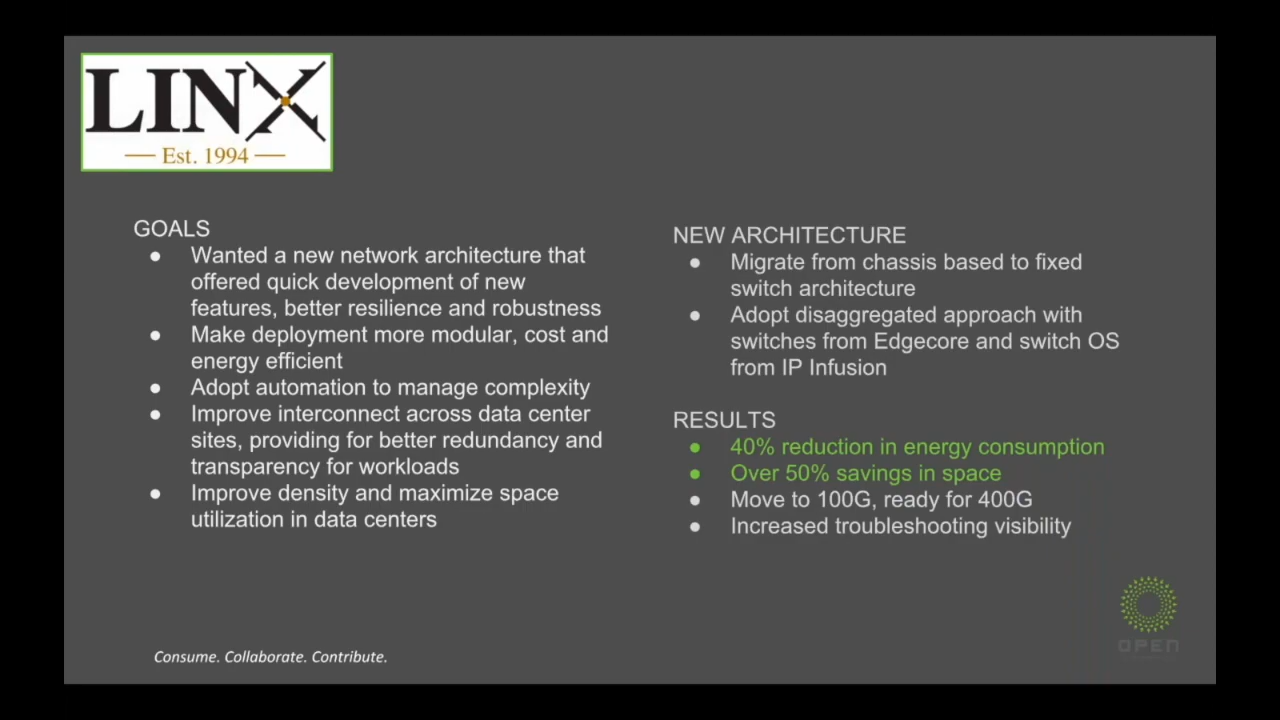 LINX
Est. 1994
GOALS
● Wanted a new network architecture that
offered quick development of new
features, better resilience and robustness
● Make deployment more modular, cost and
energy efficient
● Adopt automation to manage complexity
● Improve interconnect across data center
sites, providing for better redundancy and
transparency for workloads
● Improve density and maximize space
utilization in data centers
NEW ARCHITECTURE
● Migrate from chassis based to fixed
switch architecture
● Adopt disaggregated approach with
switches from Edgecore and switch OS
from IP Infusion
RESULTS
● 40% reduction in energy consumption
● Over 50% savings in space
● Move to 100G, ready for 400G
● Increased troubleshooting visibility
Consume. Collaborate. Contribute.
OPEN